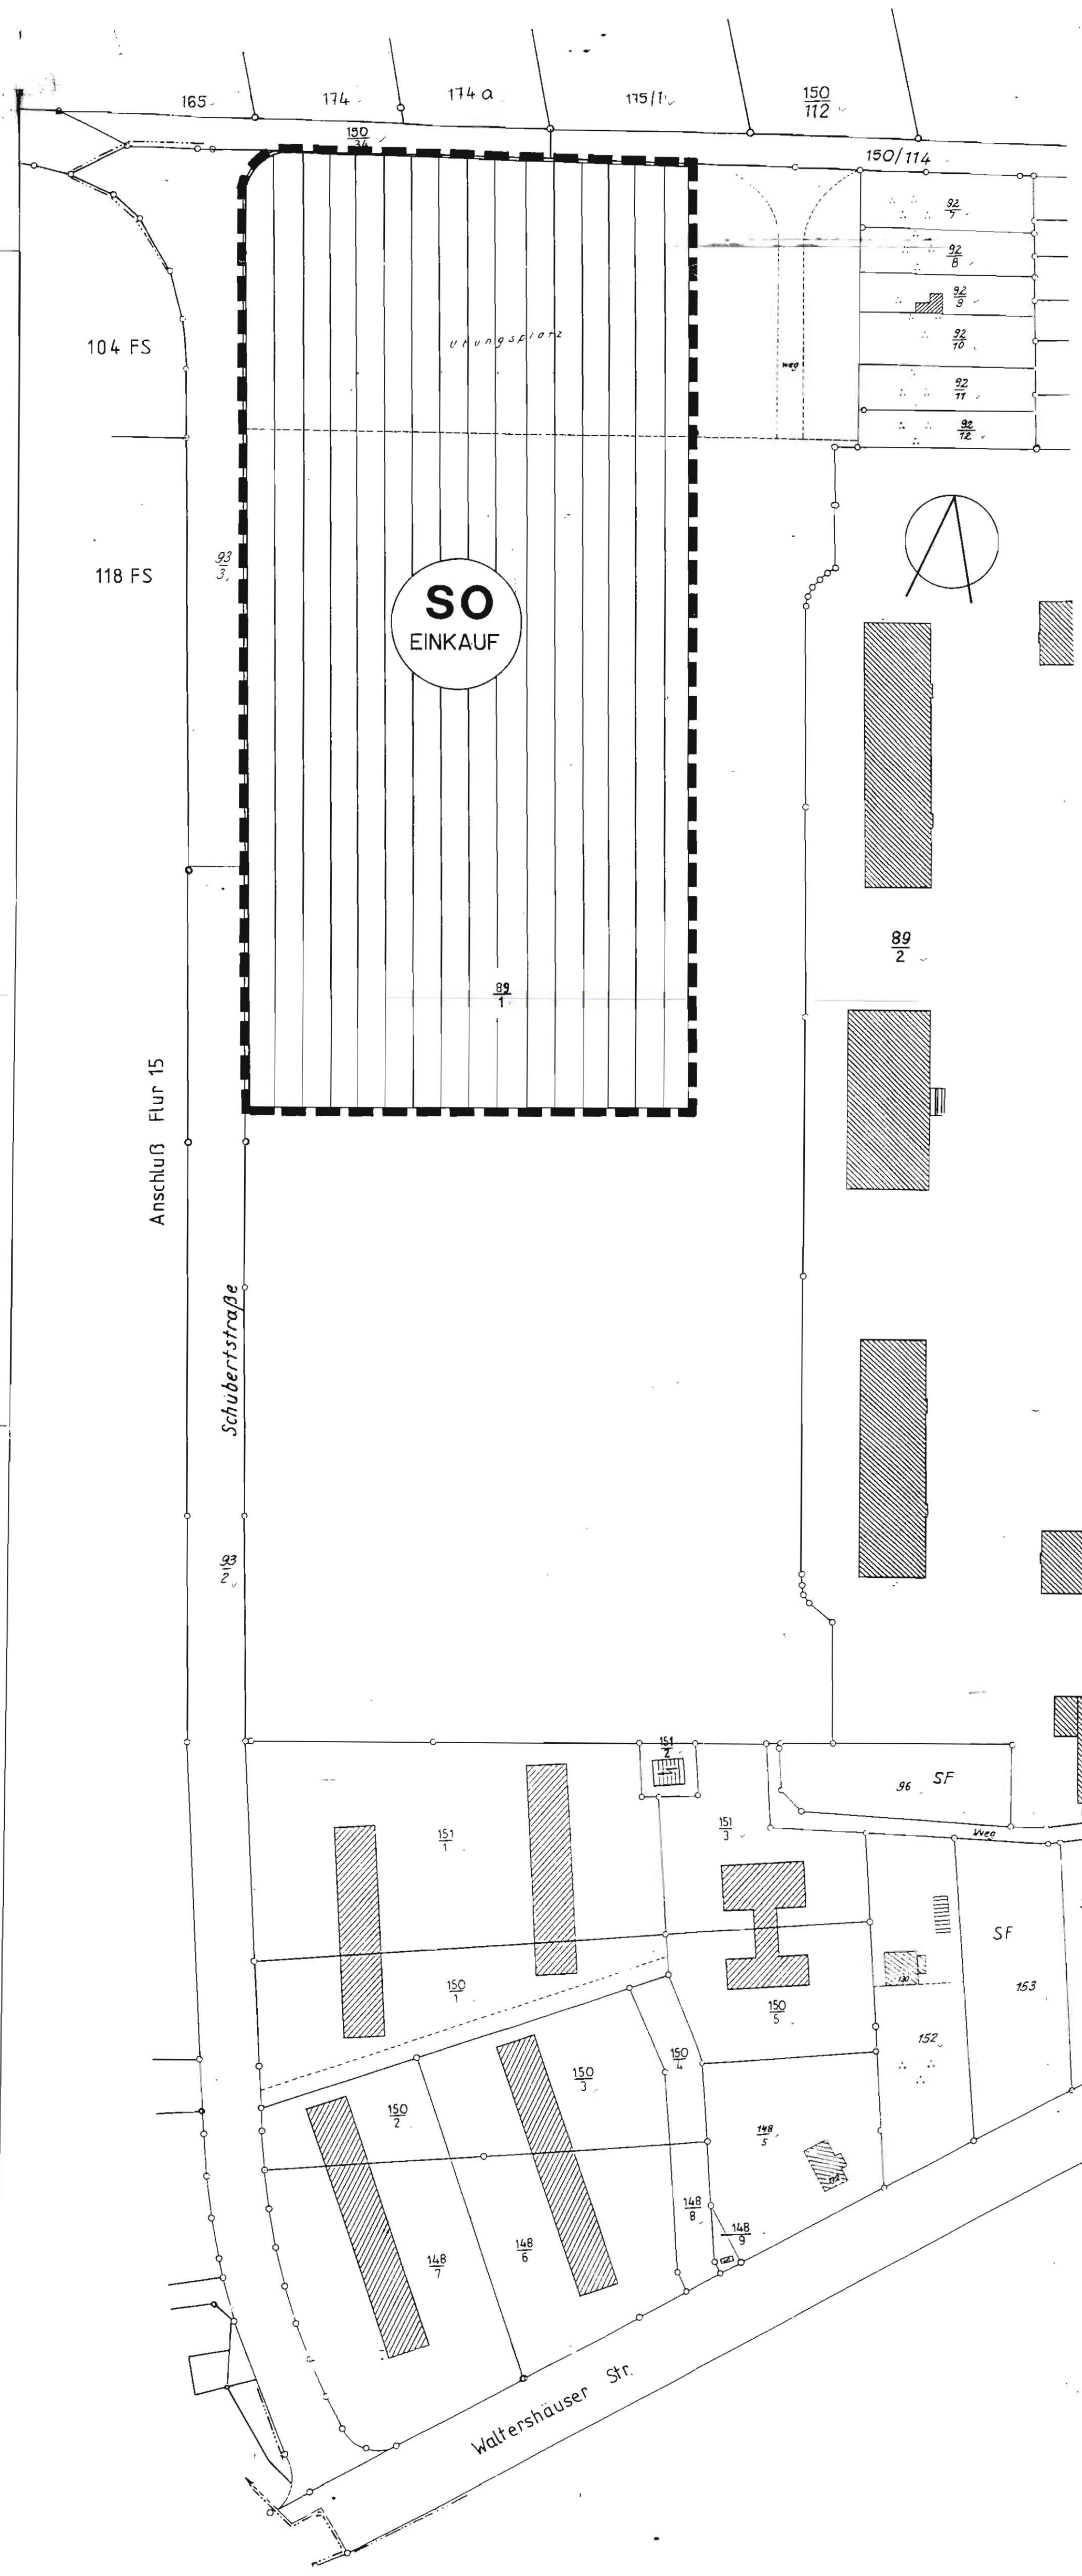 165 174 174 a 175/1 150/112
150/34
150/114
92/7
92/8
92/9
92/10
92/11
92/12
104 FS
Übungsplatz
weg
118 FS
93/3
SO
EINKAUF
89/2
89/1
Anschluß Flur 15
Schubertstraße
93/2
151/2
96 SF
151/1
151/3
Weg
SF
153
150/1
150/5
152
150/4
150/3
150/2
148/5
148/8
148/9
148/6
148/7
Waltershäuser Str.